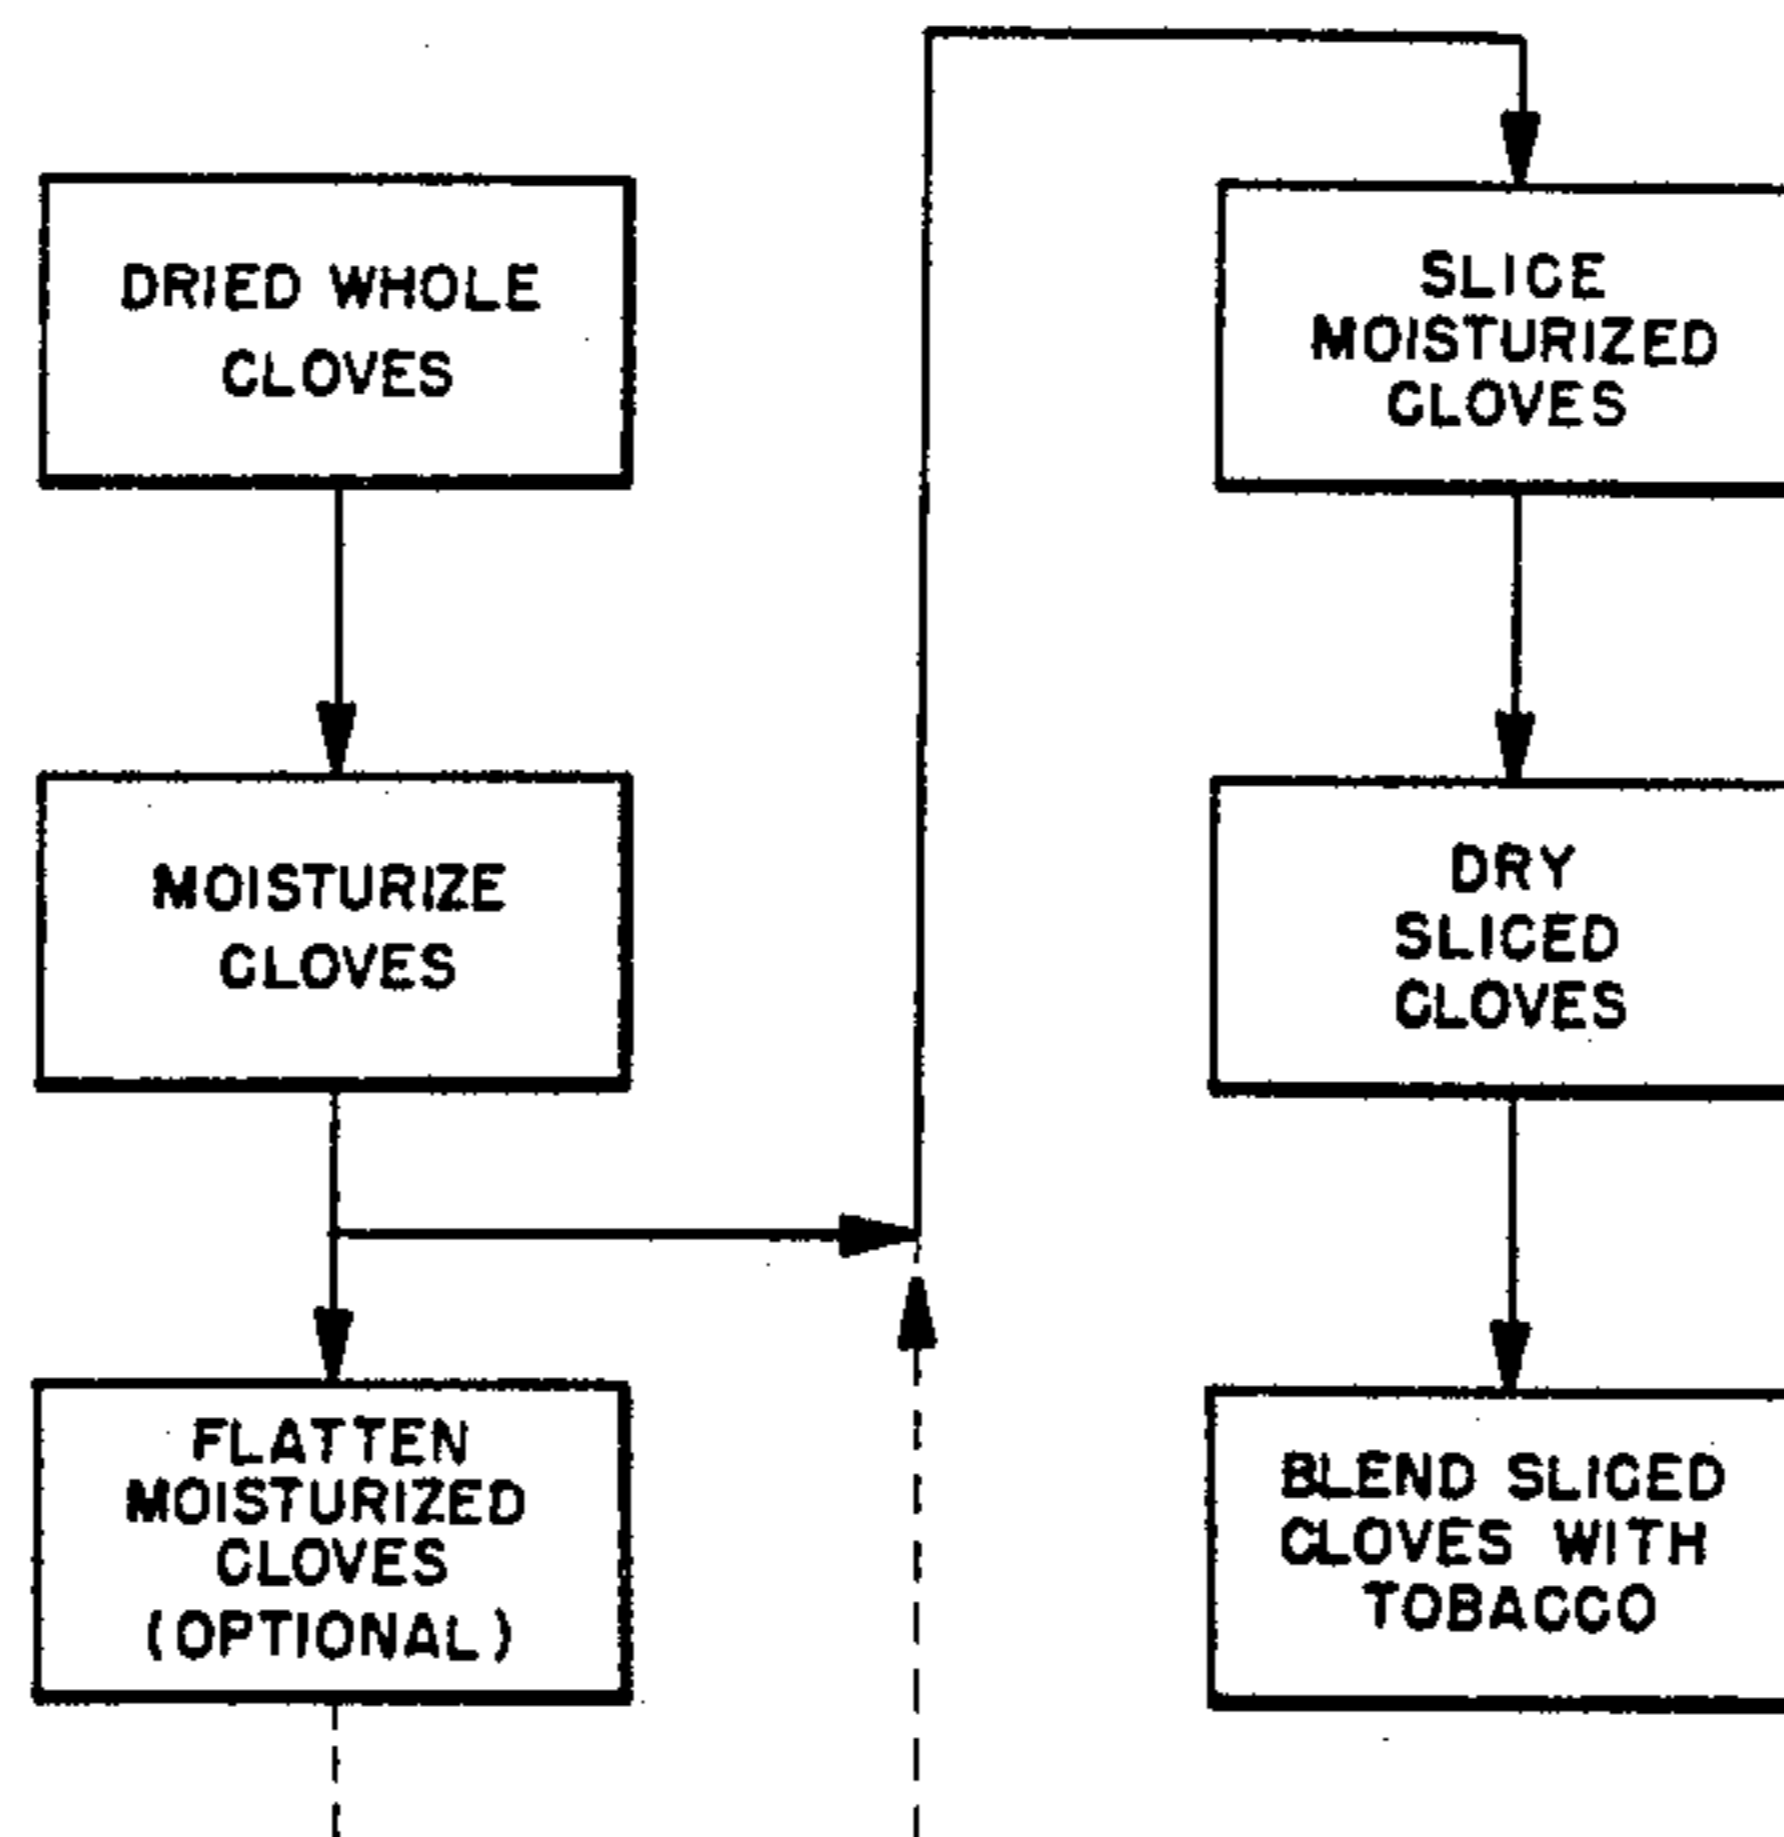 DRIED WHOLE
CLOVES
MOISTURIZE
CLOVES
FLATTEN
MOISTURIZED
CLOVES
(OPTIONAL)
SLICE
MOISTURIZED
CLOVES
DRY
SLICED
CLOVES
BLEND SLICED
CLOVES WITH
TOBACCO